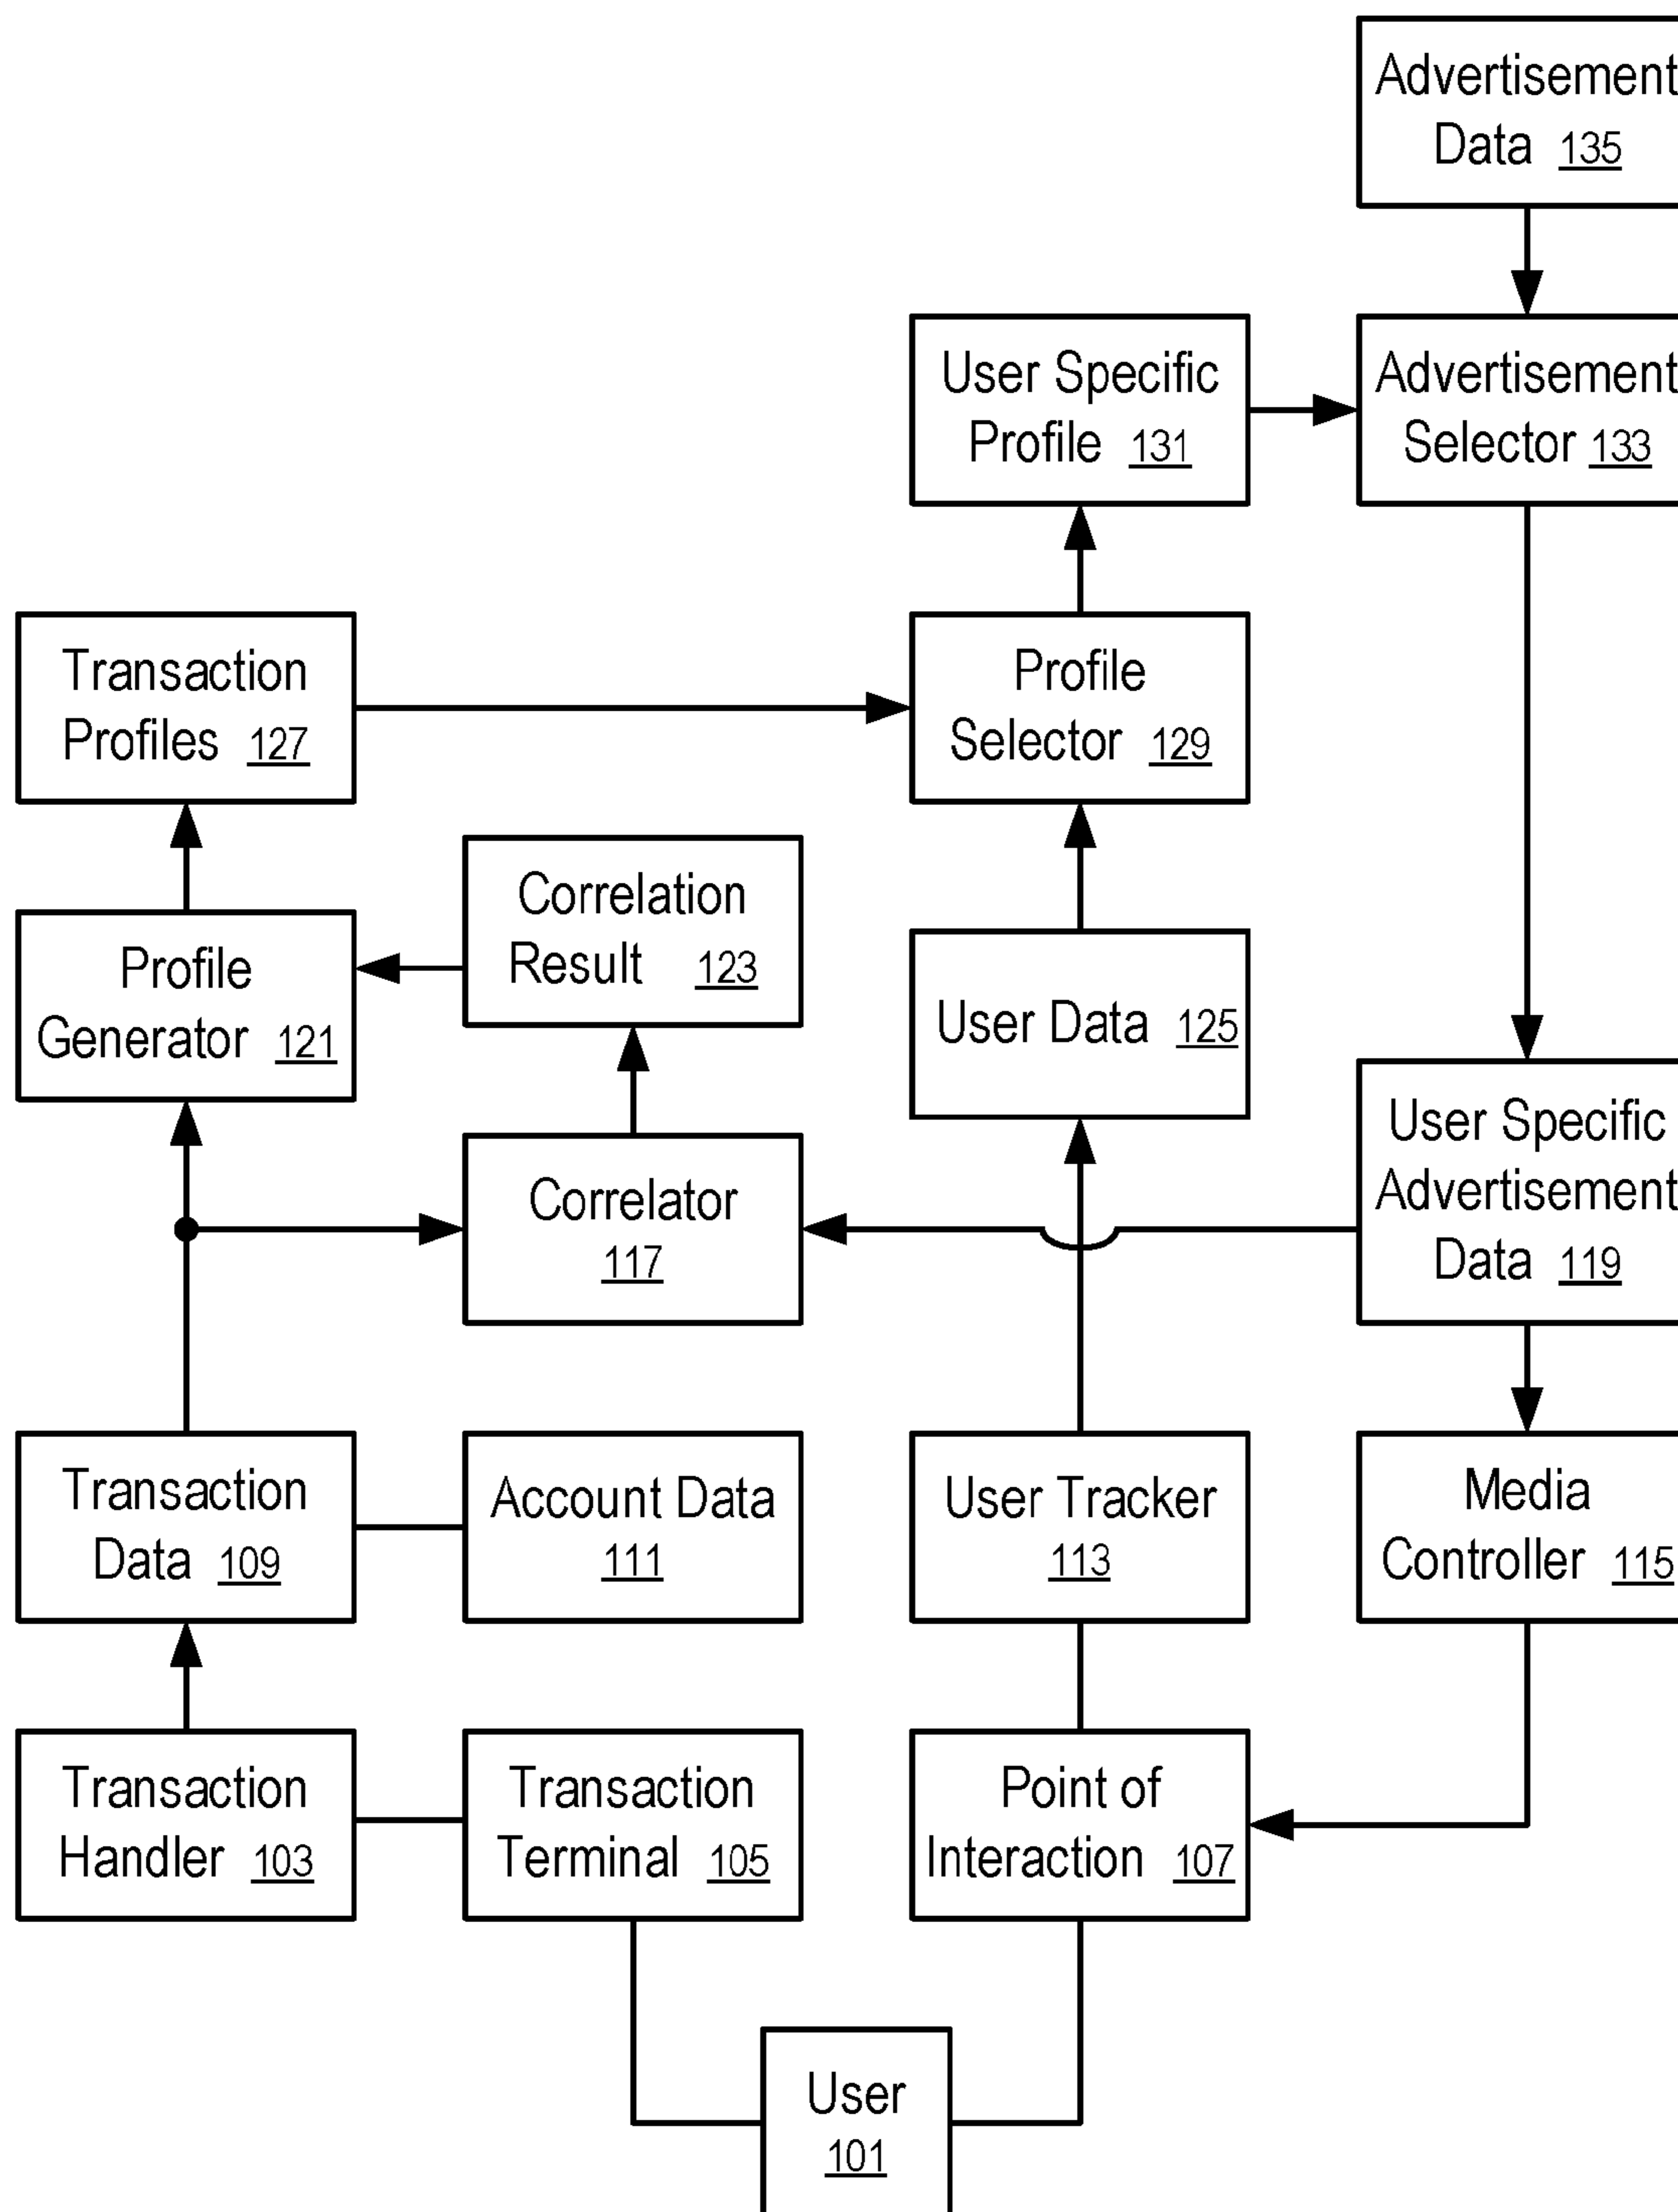 Advertisement
Data 135
User Specific
Profile 131
Advertisement
Selector 133
Transaction
Profiles 127
Profile
Selector 129
Correlation
Result 123
Profile
Generator 121
User Data 125
User Specific
Advertisement
Data 119
Correlator
117
Transaction
Data 109
Account Data
111
User Tracker
113
Media
Controller 115
Transaction
Handler 103
Transaction
Terminal 105
Point of
Interaction 107
User
101